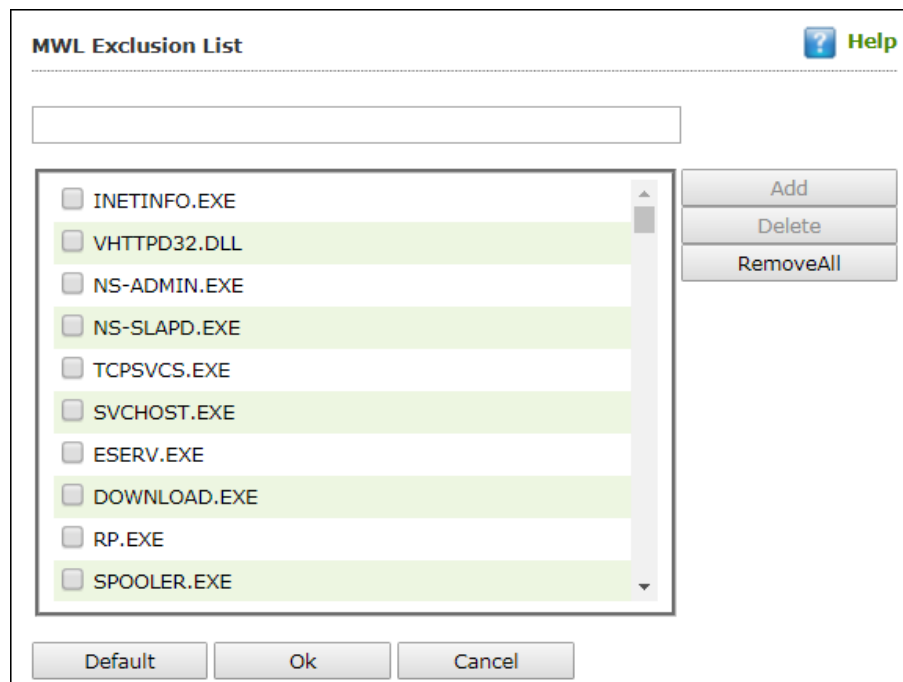 MWL Exclusion List
? Help
INETINFO.EXE
Add
VHTTPD32.DLL
Delete
NS-ADMIN.EXE
RemoveAll
NS-SLAPD.EXE
TCPSVCS.EXE
SVCHOST.EXE
ESERV.EXE
DOWNLOAD.EXE
RP.EXE
SPOOLER.EXE
Default
Ok
Cancel